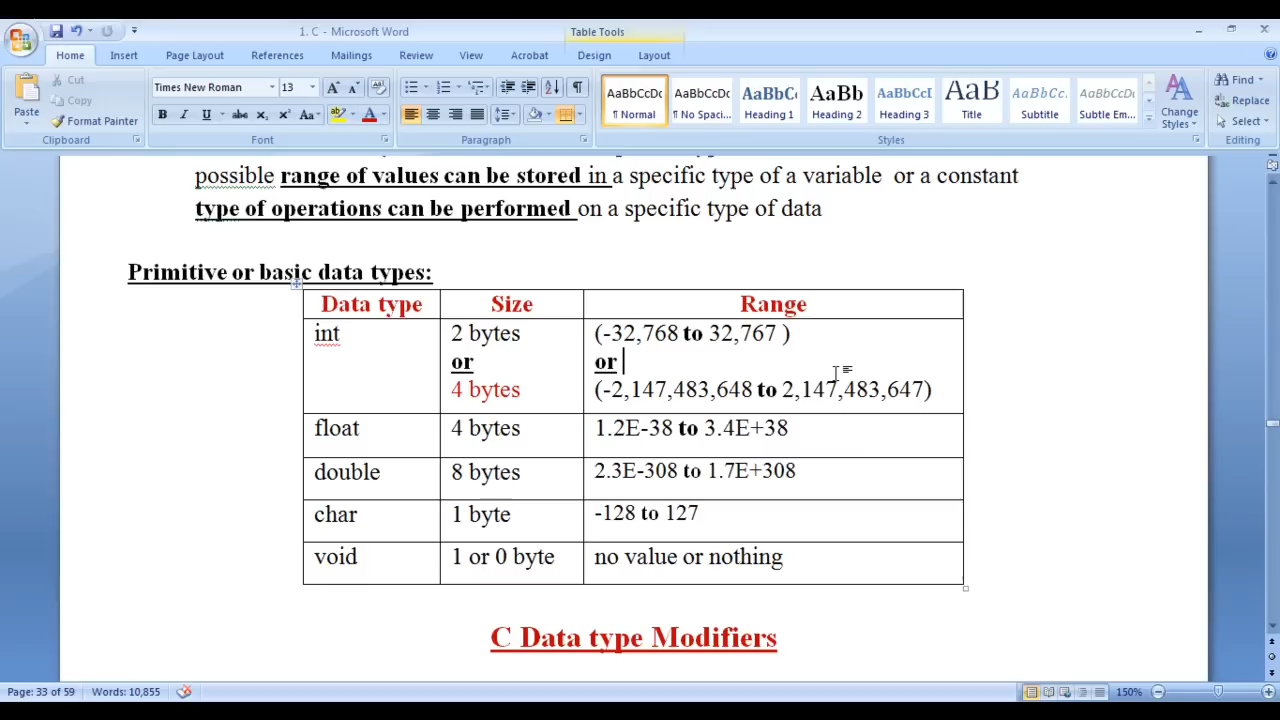 1. C - Microsoft Word
Table Tools
Home Insert Page Layout References Mailings Review View Acrobat Design Layout
Paste
Cut
Copy
Format Painter
Clipboard
Times New Roman 13
B I U abc x₂ x² Aa
Font
Paragraph
AaBbCcDc AaBbCcDc AaBbC AaBb AaBbCcI AaB AaBbCcL AaBbCcDc
¶ Normal ¶ No Spaci... Heading 1 Heading 2 Heading 3 Title Subtitle Subtle Em...
Change Styles
Styles
Find
Replace
Select
Editing
possible range of values can be stored in a specific type of a variable or a constant
type of operations can be performed on a specific type of data
Primitive or basic data types:
Data type Size Range
int 2 bytes (-32,768 to 32,767 )
or or
4 bytes (-2,147,483,648 to 2,147,483,647)
float 4 bytes 1.2E-38 to 3.4E+38
double 8 bytes 2.3E-308 to 1.7E+308
char 1 byte -128 to 127
void 1 or 0 byte no value or nothing
C Data type Modifiers
Page: 33 of 59 Words: 10,855 150%